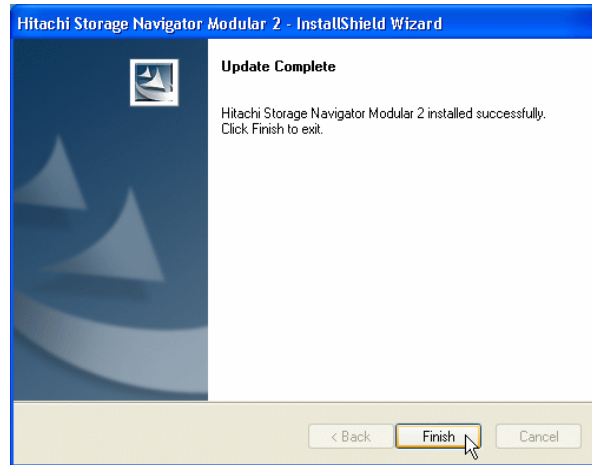 Hitachi Storage Navigator Modular 2 - InstallShield Wizard
Update Complete
Hitachi Storage Navigator Modular 2 installed successfully.
Click Finish to exit.
< Back
Finish
Cancel